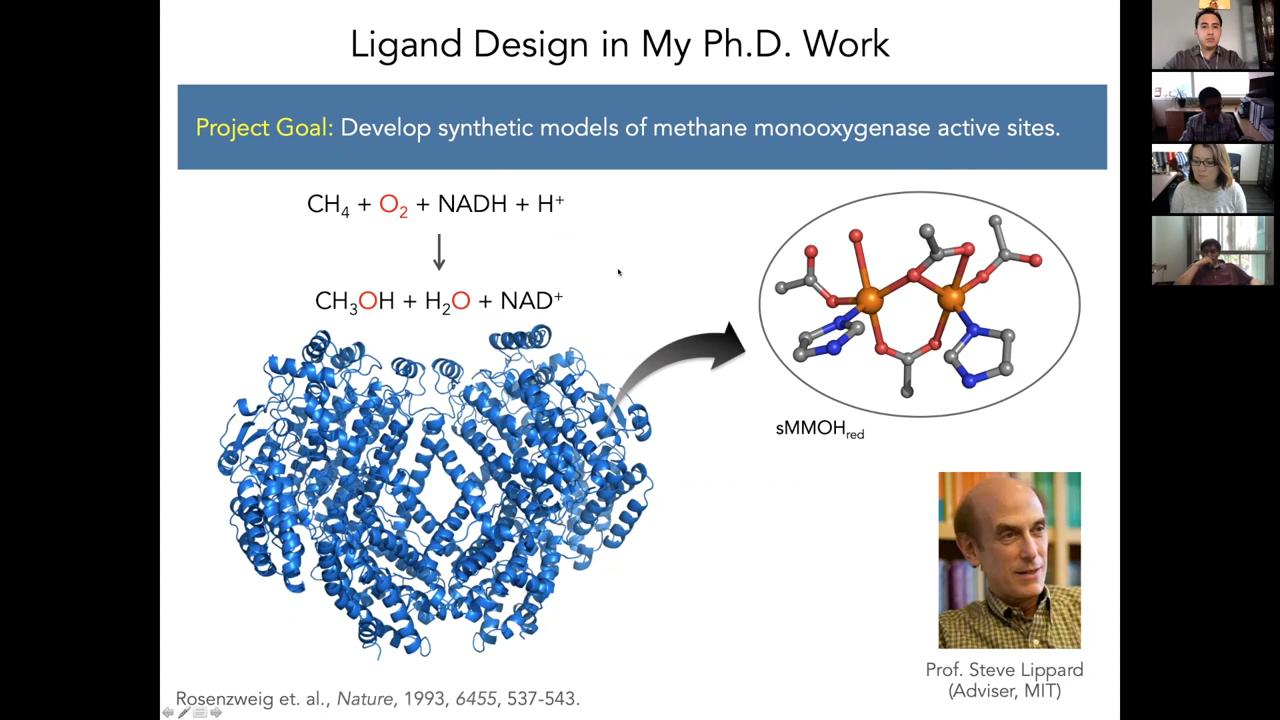 Ligand Design in My Ph.D. Work
Project Goal: Develop synthetic models of methane monooxygenase active sites.
CH₄ + O₂ + NADH + H⁺
CH₃OH + H₂O + NAD⁺
sMMOHred
Prof. Steve Lippard
(Adviser, MIT)
Rosenzweig et. al., Nature, 1993, 6455, 537-543.